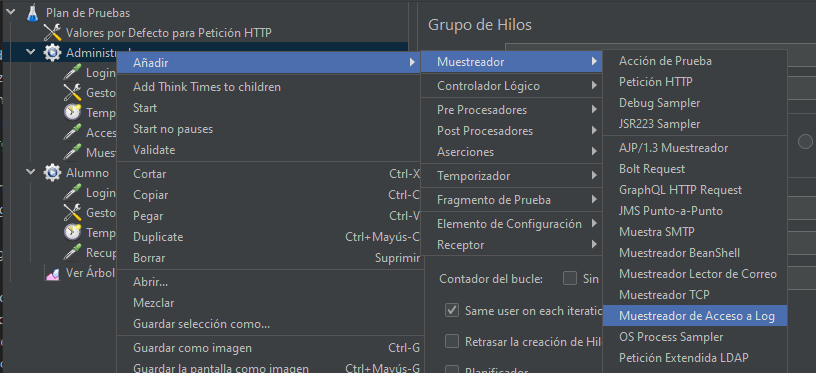 Plan de Pruebas
Valores por Defecto para Petición HTTP
Login
Gesto
Temp
Acces
Mues
Alumno
Login
Gesto
Temp
Recup
Ver Árbol
Añadir
Add Think Times to children
Start
Start no pauses
Validate
Cortar Ctrl-X
Copiar Ctrl-C
Pegar Ctrl-V
Duplicate Ctrl+Mayús-C
Borrar Suprimir
Abrir...
Mezclar
Guardar selección como...
Guardar como imagen Ctrl-G
Guardar la pantalla como imagen Ctrl+Mayús-G
Grupo de Hilos
Muestreador
Controlador Lógico
Pre Procesadores
Post Procesadores
Aserciones
Temporizador
Fragmento de Prueba
Elemento de Configuración
Receptor
Contador del bucle: Sin
Same user on each iteratio
Retrasar la creación de Hil
Planificador
Acción de Prueba
Petición HTTP
Debug Sampler
JSR223 Sampler
AJP/1.3 Muestreador
Bolt Request
GraphQL HTTP Request
JMS Punto-a-Punto
Muestra SMTP
Muestreador BeanShell
Muestreador Lector de Correo
Muestreador TCP
Muestreador de Acceso a Log
OS Process Sampler
Petición Extendida LDAP